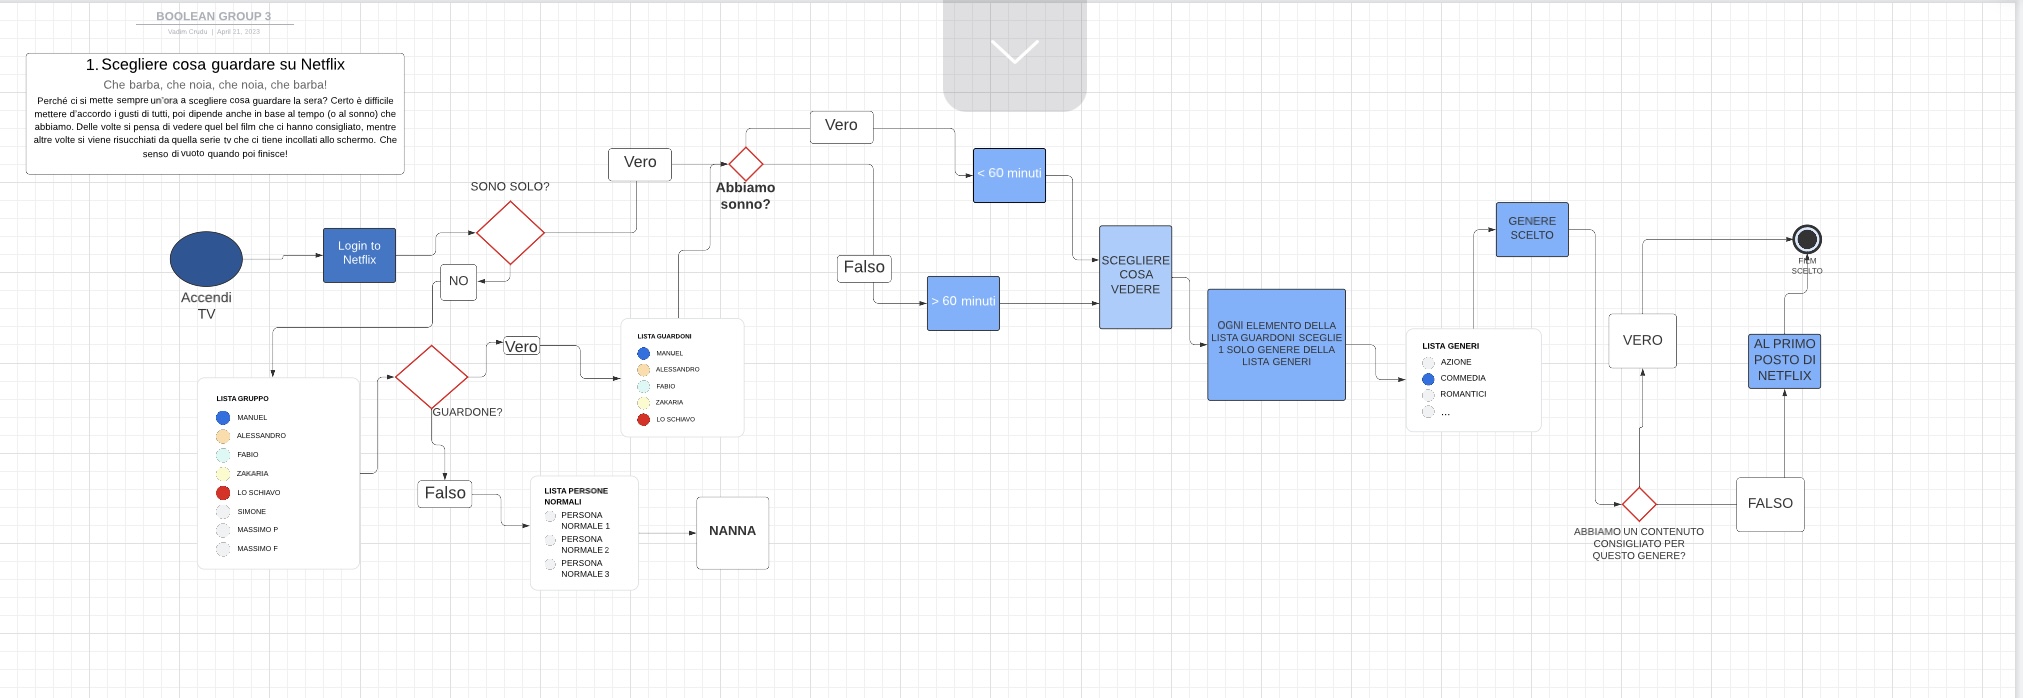 BOOLEAN GROUP 3
Vadim Crudu | April 21, 2023
1. Scegliere cosa guardare su Netflix
Che barba, che noia, che noia, che barba!
Perché ci si mette sempre un'ora a scegliere cosa guardare la sera? Certo è difficile
mettere d'accordo i gusti di tutti, poi dipende anche in base al tempo (o al sonno) che
abbiamo. Delle volte si pensa di vedere quel bel film che ci hanno consigliato, mentre
altre volte si viene risucchiati da quella serie tv che ci tiene incollati allo schermo. Che
senso di vuoto quando poi finisce!
Accendi
TV
Login to
Netflix
SONO SOLO?
Vero
NO
LISTA GRUPPO
MANUEL
ALESSANDRO
FABIO
ZAKARIA
LO SCHIAVO
SIMONE
MASSIMO P
MASSIMO F
GUARDONE?
Vero
Falso
LISTA PERSONE
NORMALI
PERSONA
NORMALE 1
PERSONA
NORMALE 2
PERSONA
NORMALE 3
NANNA
LISTA GUARDONI
MANUEL
ALESSANDRO
FABIO
ZAKARIA
LO SCHIAVO
Abbiamo
sonno?
Vero
< 60 minuti
Falso
> 60 minuti
SCEGLIERE
COSA
VEDERE
OGNI ELEMENTO DELLA
LISTA GUARDONI SCEGLIE
1 SOLO GENERE DELLA
LISTA GENERI
LISTA GENERI
AZIONE
COMMEDIA
ROMANTICI
...
GENERE
SCELTO
ABBIAMO UN CONTENUTO
CONSIGLIATO PER
QUESTO GENERE?
VERO
FALSO
AL PRIMO
POSTO DI
NETFLIX
FILM
SCELTO